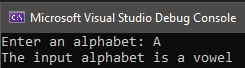 Microsoft Visual Studio Debug Console
Enter an alphabet: A
The input alphabet is a vowel